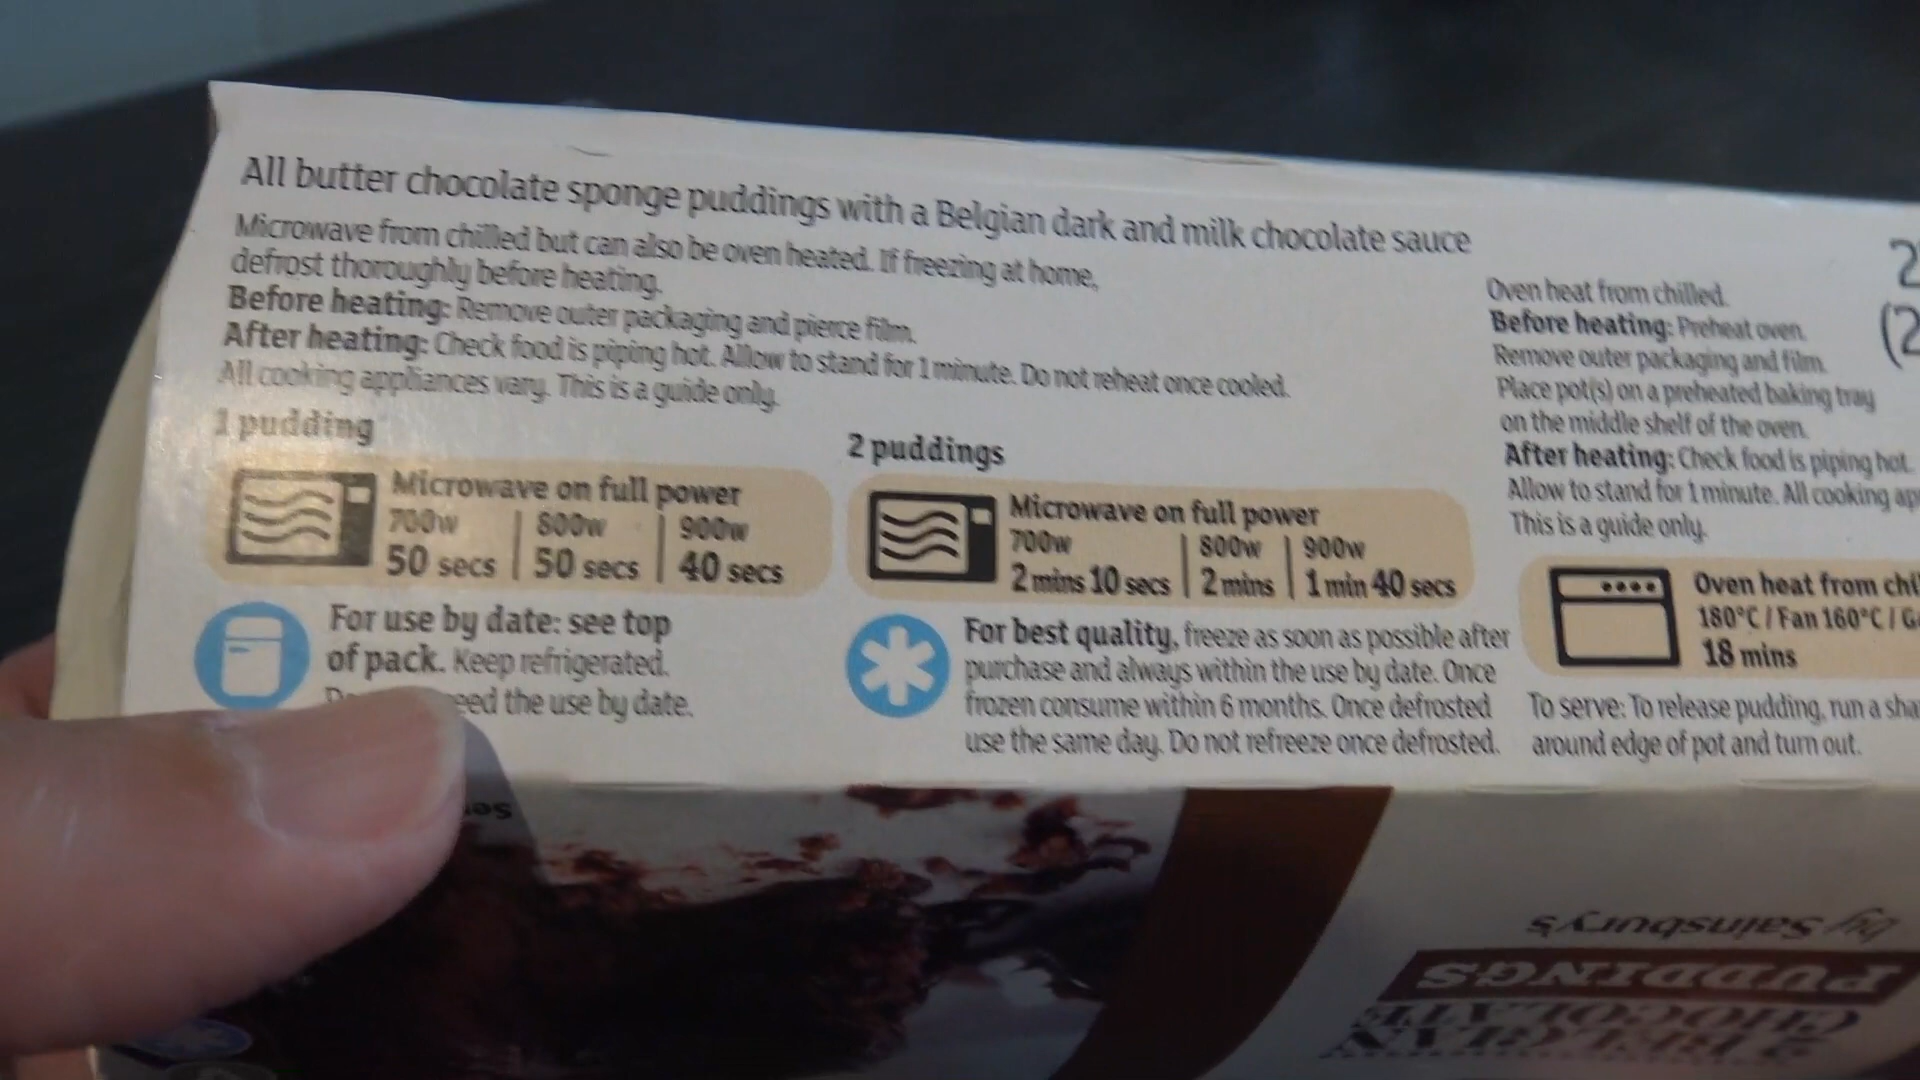 All butter chocolate sponge puddings with a Belgian dark and milk chocolate sauce
Microwave from chilled but can also be oven heated. If freezing at home,
defrost thoroughly before heating.
Before heating: Remove outer packaging and pierce film.
After heating: Check food is piping hot. Allow to stand for 1 minute. Do not reheat once cooled.
All cooking appliances vary. This is a guide only.
1 pudding
Microwave on full power
700w | 800w | 900w
50 secs | 50 secs | 40 secs
2 puddings
Microwave on full power
700w | 800w | 900w
2 mins 10 secs | 2 mins | 1 min 40 secs
For use by date: see top
of pack. Keep refrigerated.
the use by date.
For best quality, freeze as soon as possible after
purchase and always within the use by date. Once
frozen consume within 6 months. Once defrosted
use the same day. Do not refreeze once defrosted.
Oven heat from chilled.
Before heating: Preheat oven.
Remove outer packaging and film.
Place pot(s) on a preheated baking tray
on the middle shelf of the oven.
After heating: Check food is piping hot.
Allow to stand for 1 minute. All cooking
This is a guide only.
Oven heat from
180°C / Fan 160°C /
18 mins
To serve: To release pudding, run a
around edge of pot and turn out.
2 BELGIAN
CHOCOLATE
PUDDINGS
by Sainsbury's